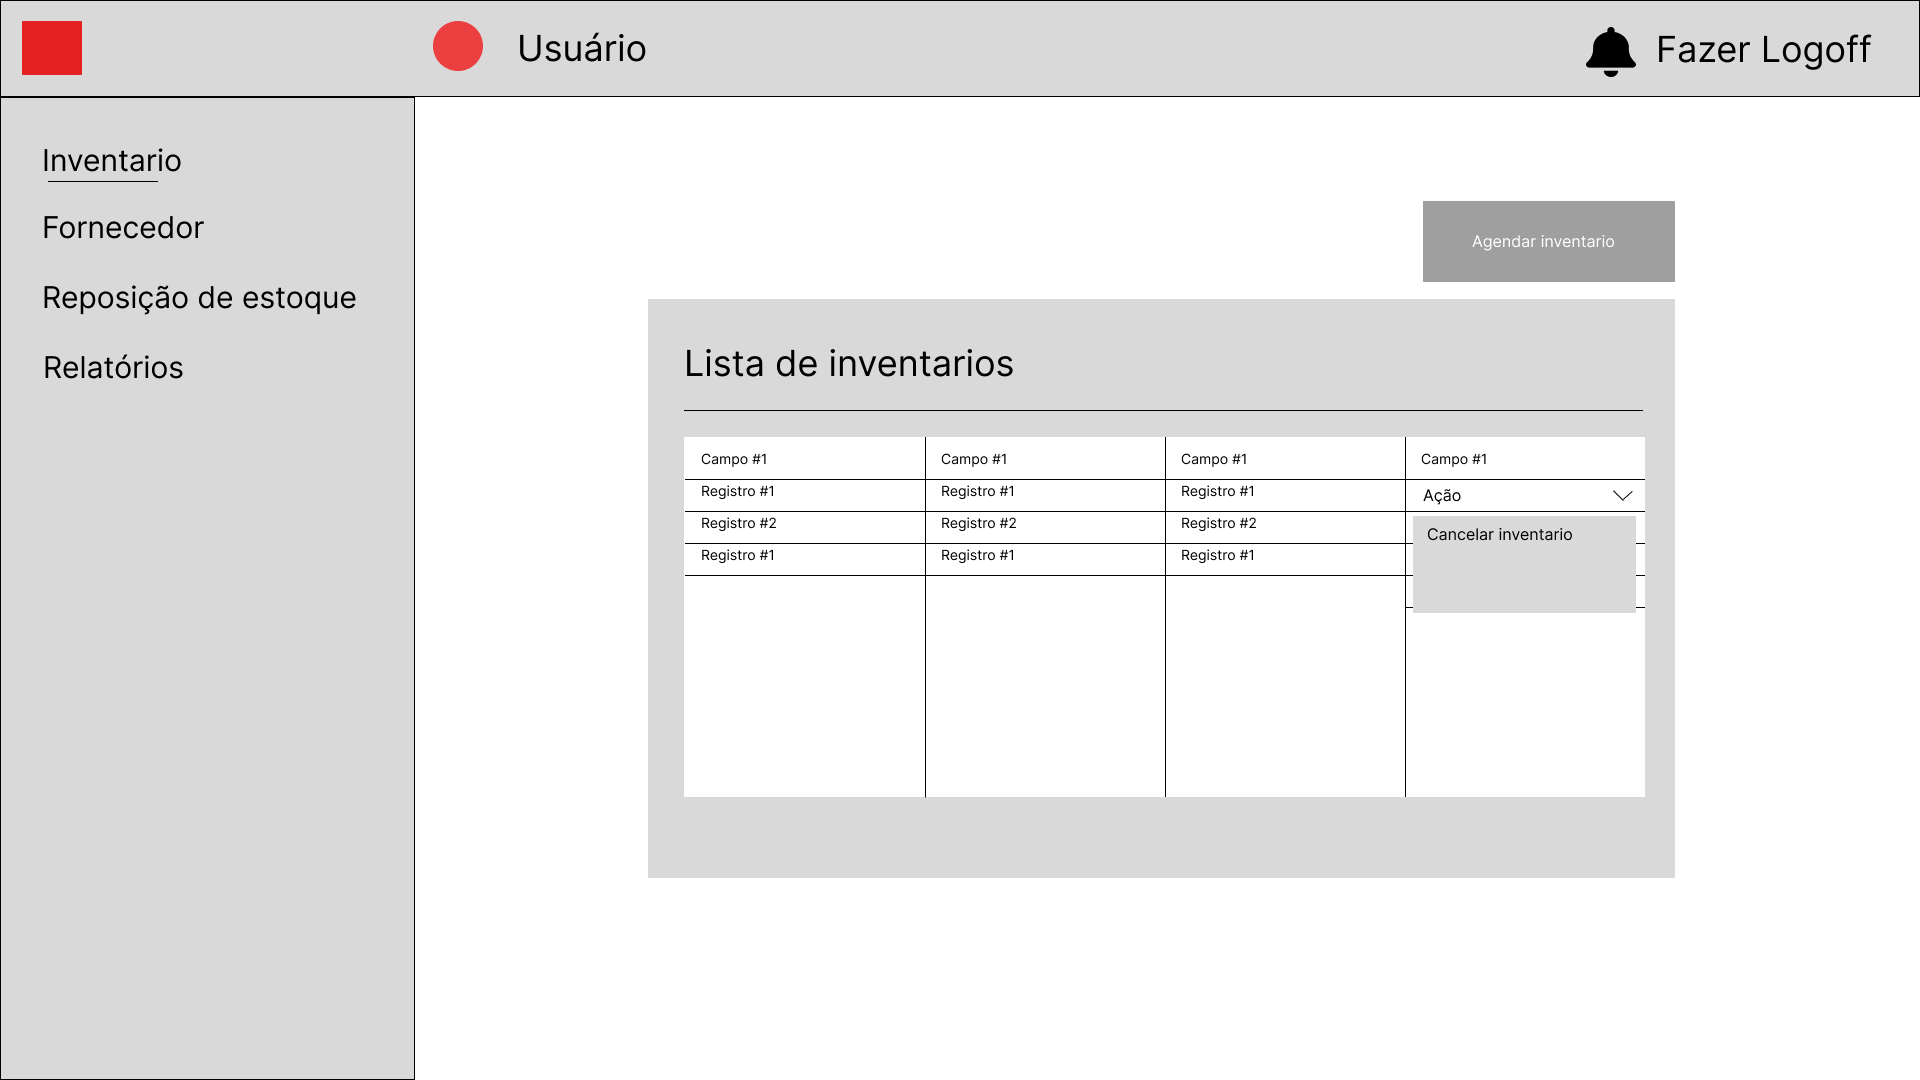 Usuário
Fazer Logoff
Inventario
Fornecedor
Reposição de estoque
Relatórios
Agendar inventario
Lista de inventarios
Campo #1 Campo #1 Campo #1 Campo #1
Registro #1 Registro #1 Registro #1 Ação
Registro #2 Registro #2 Registro #2 Cancelar inventario
Registro #1 Registro #1 Registro #1